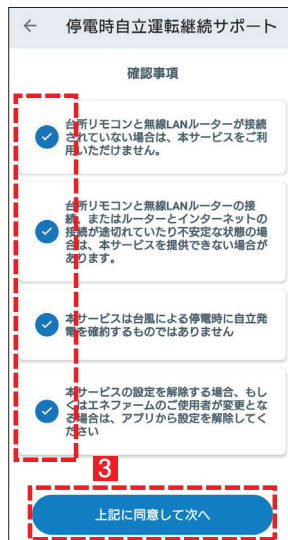 ← 停電時自立運転継続サポート
確認事項
台所リモコンと無線LANルーターが接続
されていない場合は、本サービスをご利
用いただけません。
台所リモコンと無線LANルーターの接
続、またはルーターとインターネットの
接続が途切れていたり不安定な状態の場
合は、本サービスを提供できない場合が
あります。
本サービスは台風による停電時に自立発
電を確約するものではありません
本サービスの設定を解除する場合、もし
くはエネファームのご使用者が変更とな
る場合は、アプリから設定を解除してく
ださい
3
上記に同意して次へ